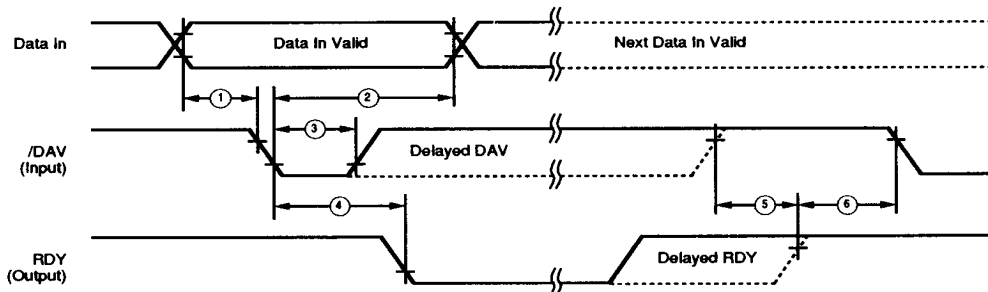 Data In
Data In Valid
Next Data In Valid
1
2
3
/DAV
(Input)
Delayed DAV
4
5
6
RDY
(Output)
Delayed RDY